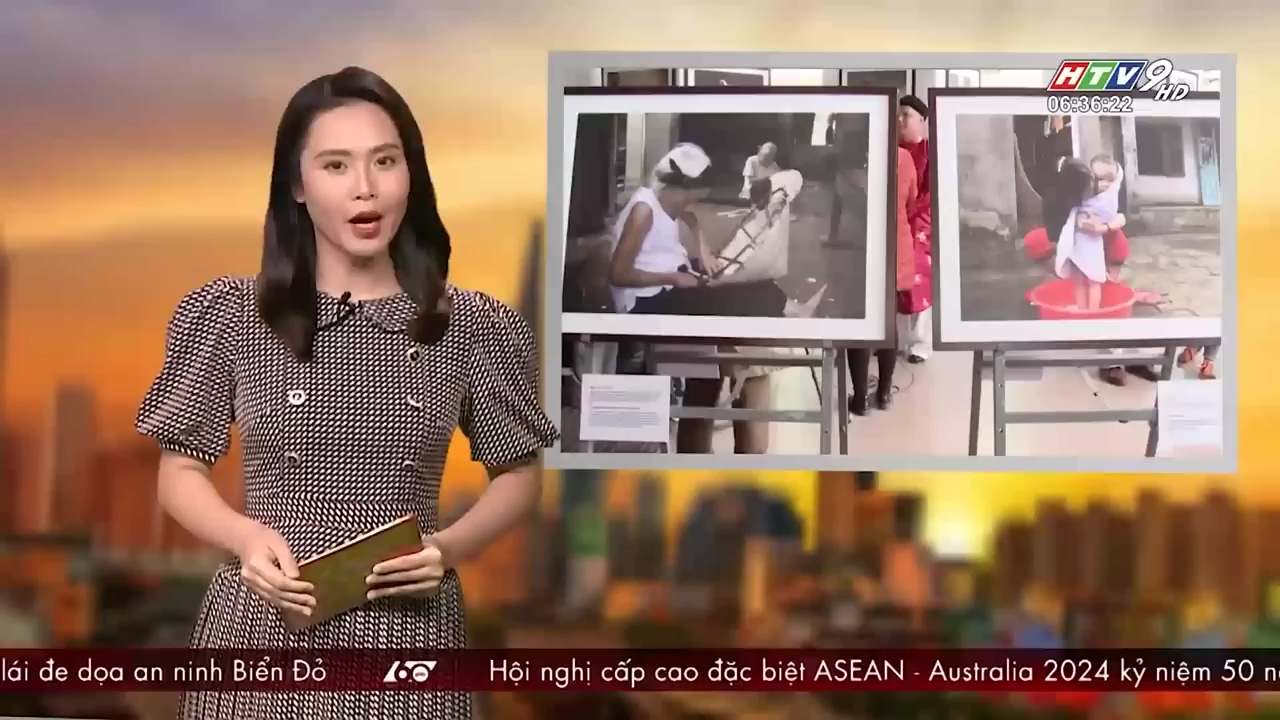 HTV9
HD
06:36:22
lái đe dọa an ninh Biển Đỏ
60
Hội nghị cấp cao đặc biệt ASEAN - Australia 2024 kỷ niệm 50 n